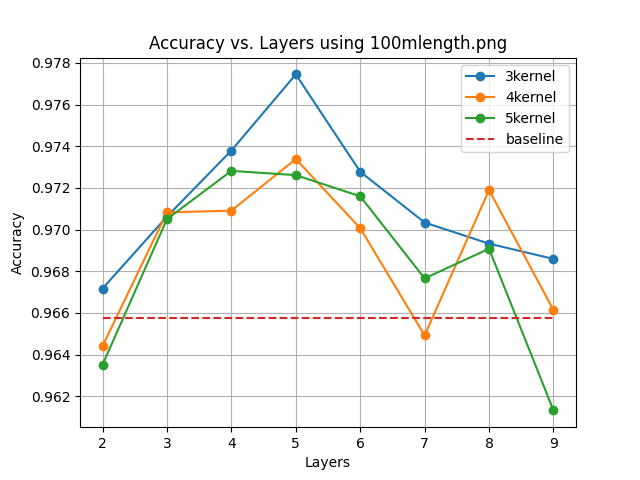 Accuracy vs. Layers using 100mlength.png
0.978
0.976
0.974
0.972
0.970
0.968
0.966
0.964
0.962
Accuracy
3kernel
4kernel
5kernel
baseline
2 3 4 5 6 7 8 9
Layers